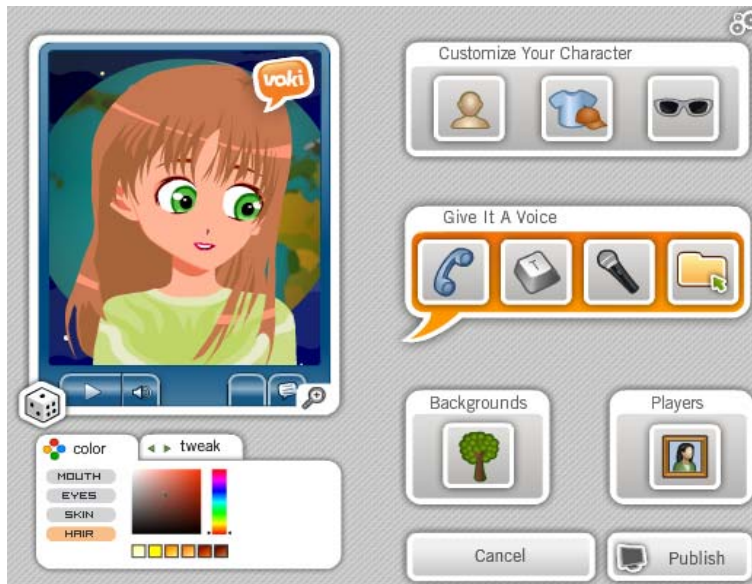 voki
Customize Your Character
Give It A Voice
T
Backgrounds
Players
color
tweak
MOUTH
EYES
SKIN
HAIR
Cancel
Publish